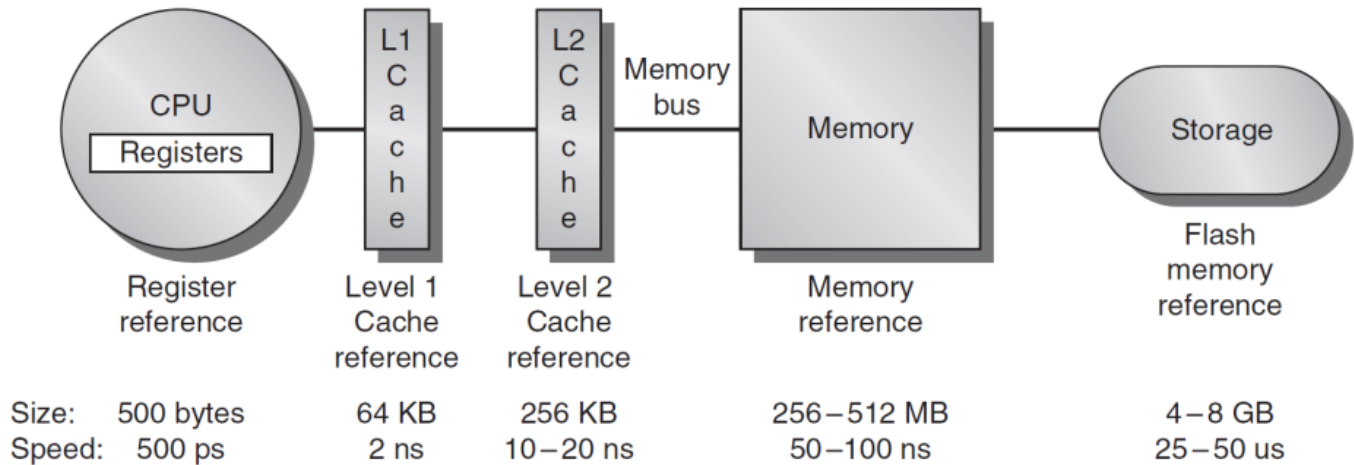 CPU
Registers
L1
C
a
c
h
e
L2
C
a
c
h
e
Memory
bus
Memory
Storage
Register
reference
Level 1
Cache
reference
Level 2
Cache
reference
Memory
reference
Flash
memory
reference
Size: 500 bytes 64 KB 256 KB 256–512 MB 4–8 GB
Speed: 500 ps 2 ns 10–20 ns 50–100 ns 25–50 us